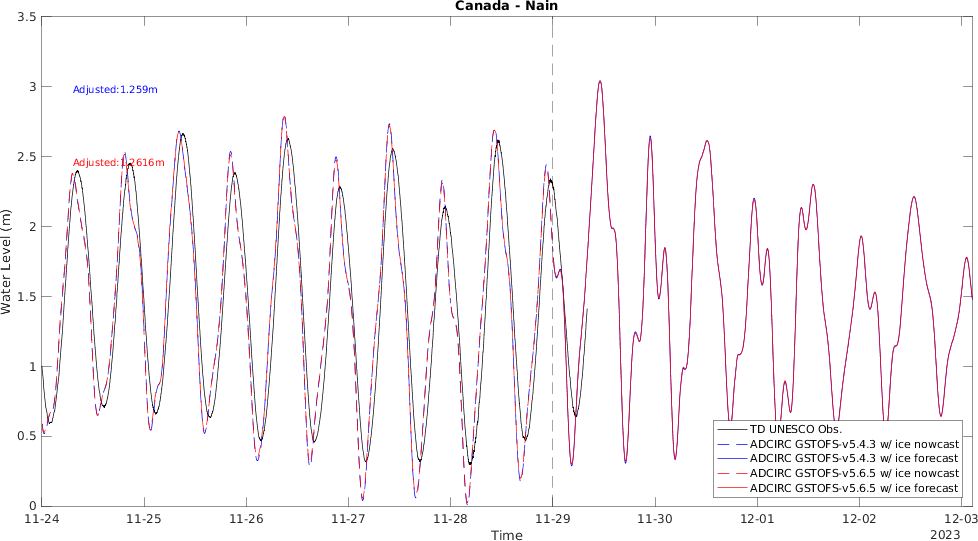 Canada - Nain
3.5
3
2.5
2
1.5
1
0.5
0
Water Level (m)
Adjusted:1.259m
Adjusted:1.2616m
TD UNESCO Obs.
ADCIRC GSTOFS-v5.4.3 w/ ice nowcast
ADCIRC GSTOFS-v5.4.3 w/ ice forecast
ADCIRC GSTOFS-v5.6.5 w/ ice nowcast
ADCIRC GSTOFS-v5.6.5 w/ ice forecast
11-24 11-25 11-26 11-27 11-28 11-29 11-30 12-01 12-02 12-03
Time
2023